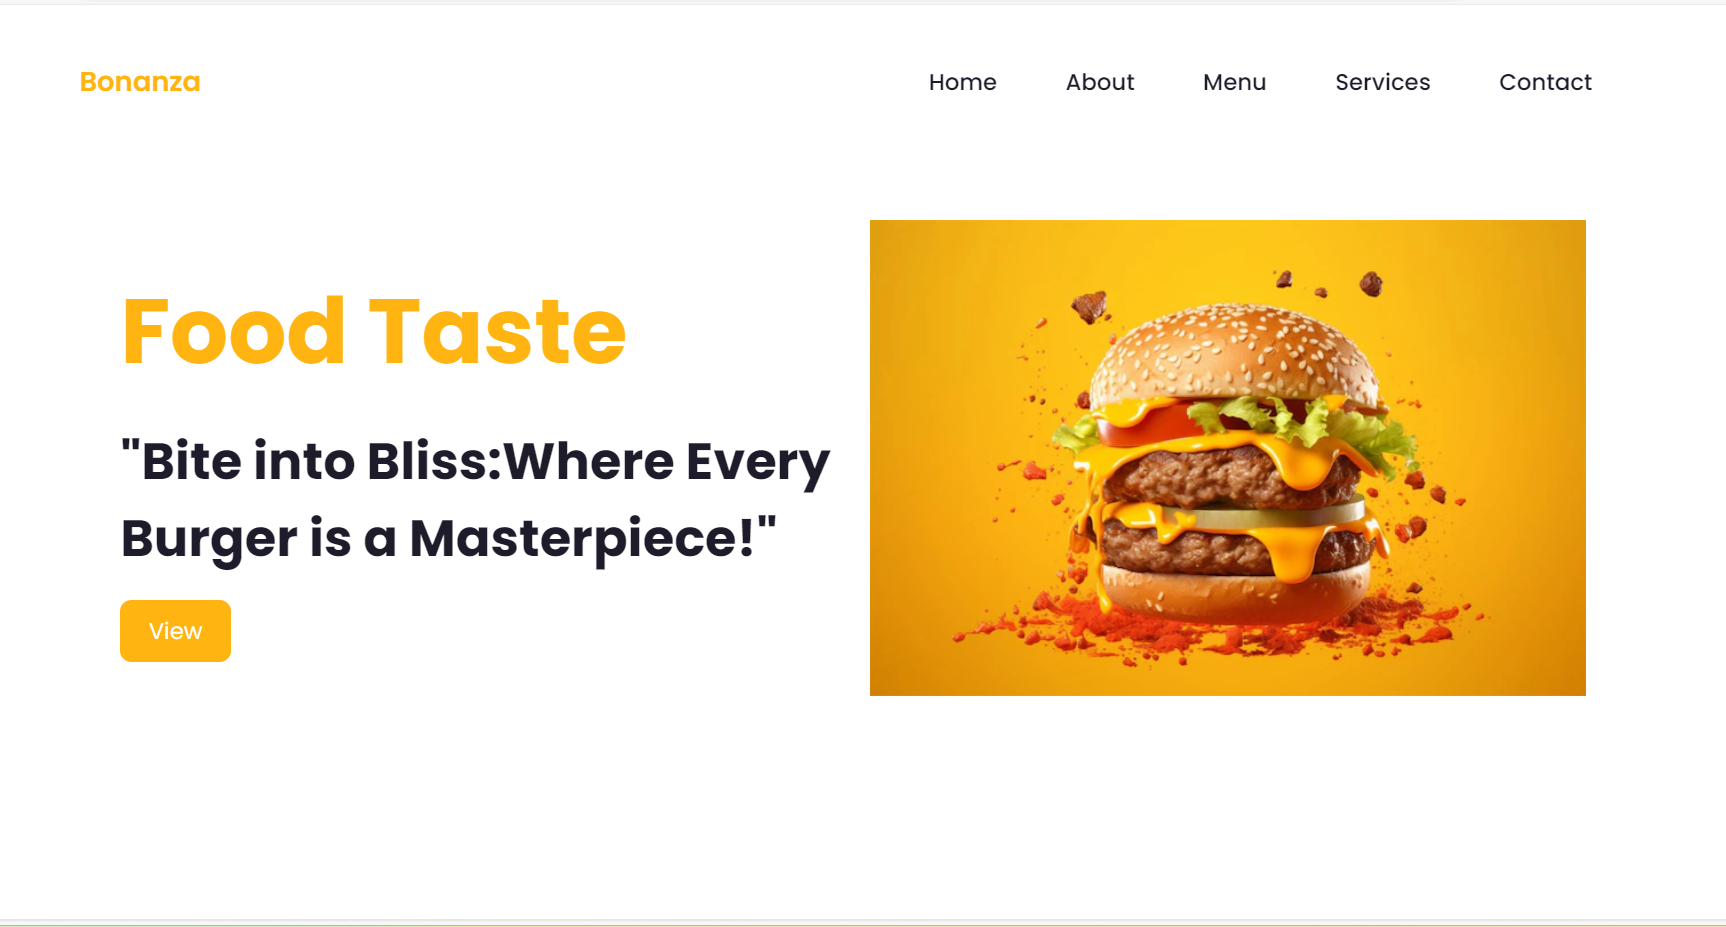 Bonanza
Home About Menu Services Contact
Food Taste
"Bite into Bliss:Where Every
Burger is a Masterpiece!"
View